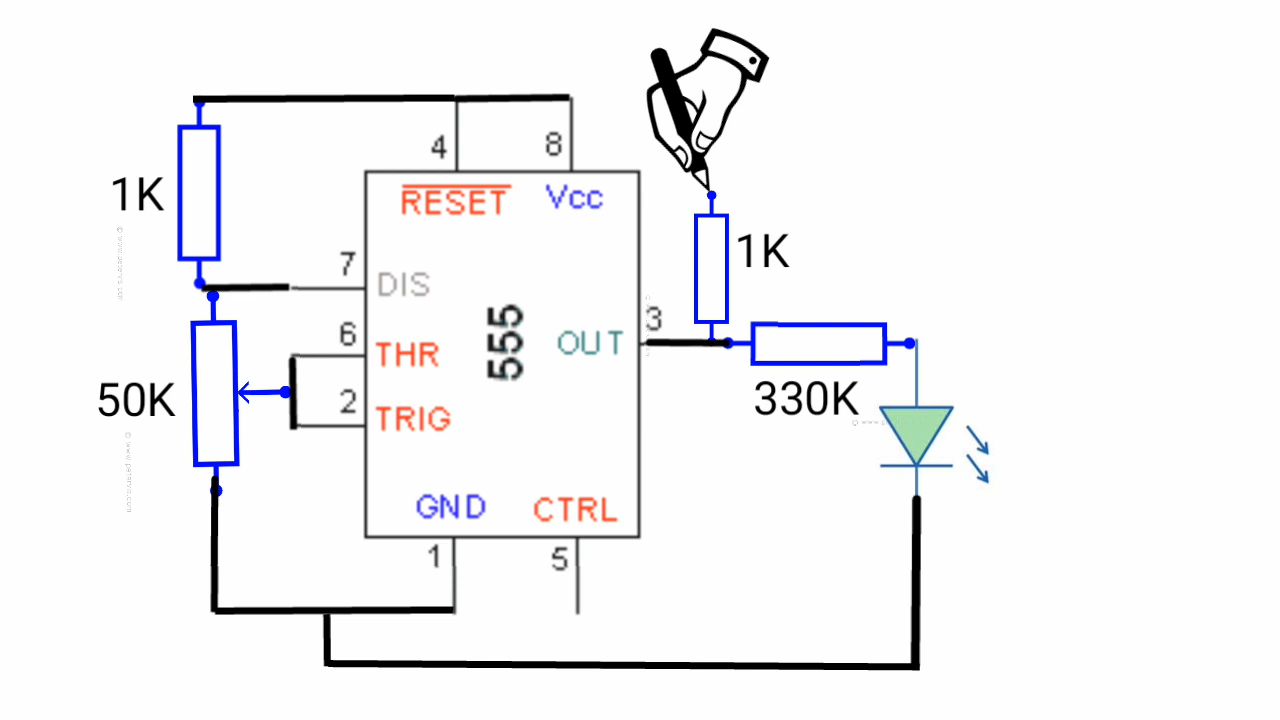 4
8
1K
RESET
Vcc
1K
7
DIS
3
6
THR
555
OUT
50K
2
TRIG
330K
GND
CTRL
1
5